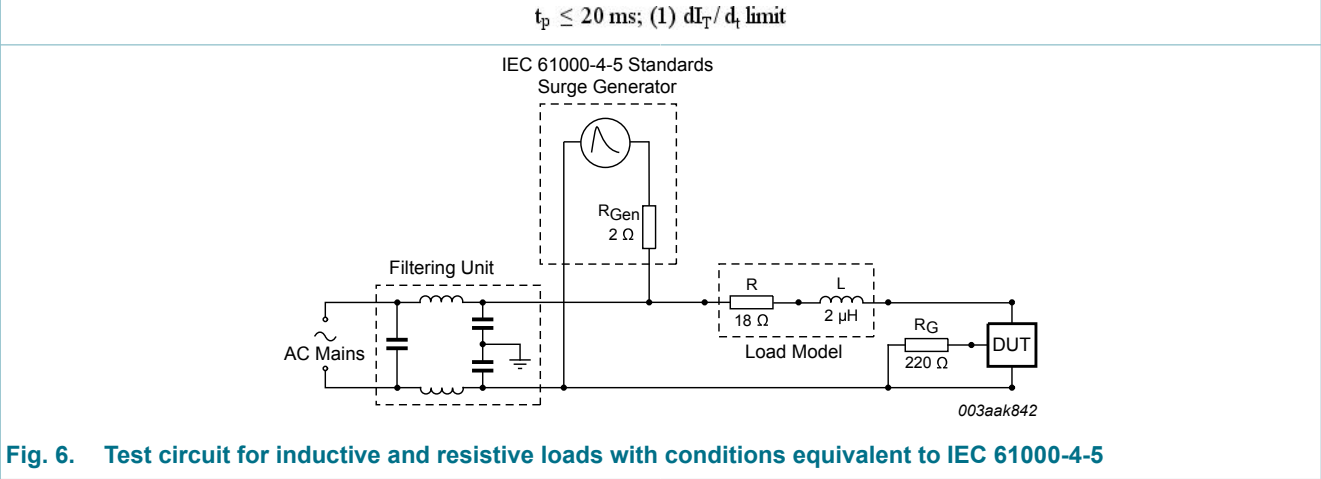 tp ≤ 20 ms; (1) dIT/ dt limit
IEC 61000-4-5 Standards
Surge Generator
RGen
2 Ω
Filtering Unit
AC Mains
R
18 Ω
L
2 μH
Load Model
RG
220 Ω
DUT
003aak842
Fig. 6. Test circuit for inductive and resistive loads with conditions equivalent to IEC 61000-4-5